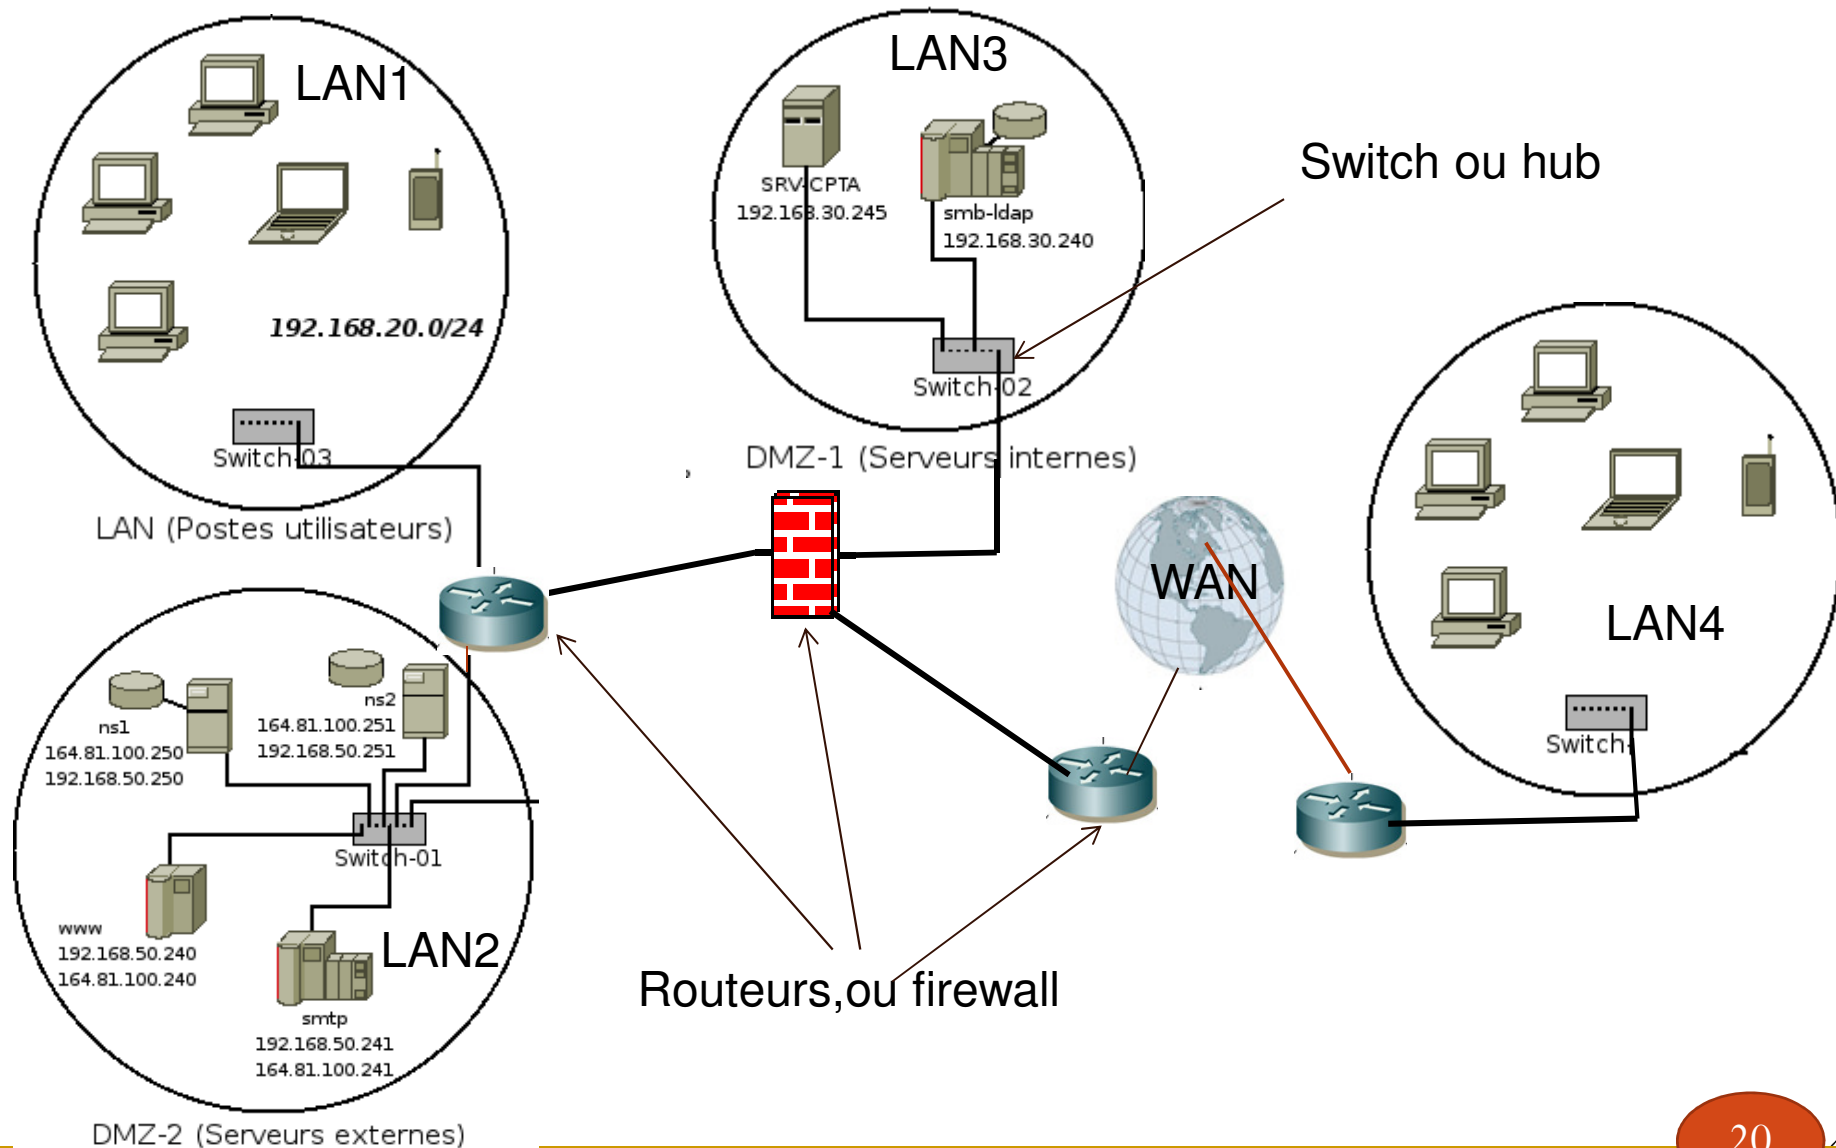 LAN1
192.168.20.0/24
Switch-03
LAN (Postes utilisateurs)
LAN3
SRV-CPTA
192.168.30.245
smb-ldap
192.168.30.240
Switch-02
DMZ-1 (Serveurs internes)
Switch ou hub
WAN
LAN4
Switch-
ns1
164.81.100.250
192.168.50.250
ns2
164.81.100.251
192.168.50.251
Switch-01
www
192.168.50.240
164.81.100.240
LAN2
smtp
192.168.50.241
164.81.100.241
DMZ-2 (Serveurs externes)
Routeurs,ou firewall
20